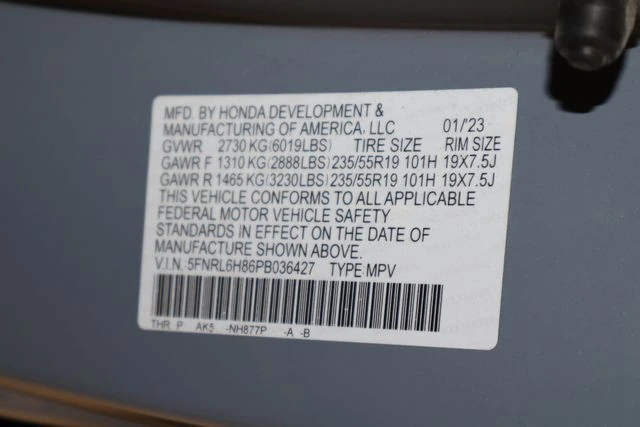 MFD. BY HONDA DEVELOPMENT &
MANUFACTURING OF AMERICA, LLC 01/'23
GVWR 2730 KG(6019LBS) TIRE SIZE RIM SIZE
GAWR F 1310 KG(2888LBS) 235/55R19 101H 19X7.5J
GAWR R 1465 KG(3230LBS) 235/55R19 101H 19X7.5J
THIS VEHICLE CONFORMS TO ALL APPLICABLE
FEDERAL MOTOR VEHICLE SAFETY
STANDARDS IN EFFECT ON THE DATE OF
MANUFACTURE SHOWN ABOVE.
V.I.N. 5FNRL6H86PB036427 TYPE:MPV
THR P AK5 -NH877P -A -B